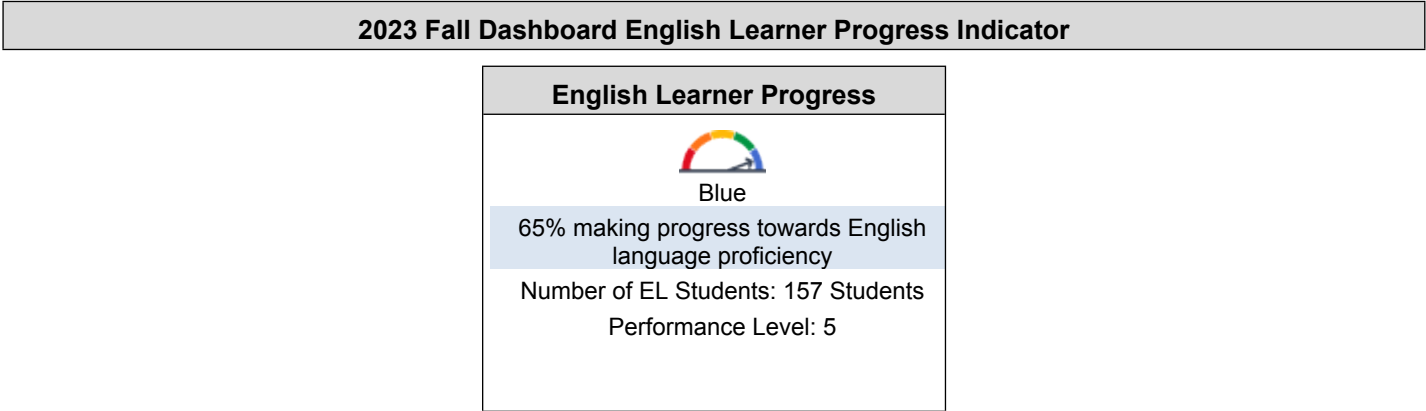 2023 Fall Dashboard English Learner Progress Indicator
English Learner Progress
Blue
65% making progress towards English
language proficiency
Number of EL Students: 157 Students
Performance Level: 5